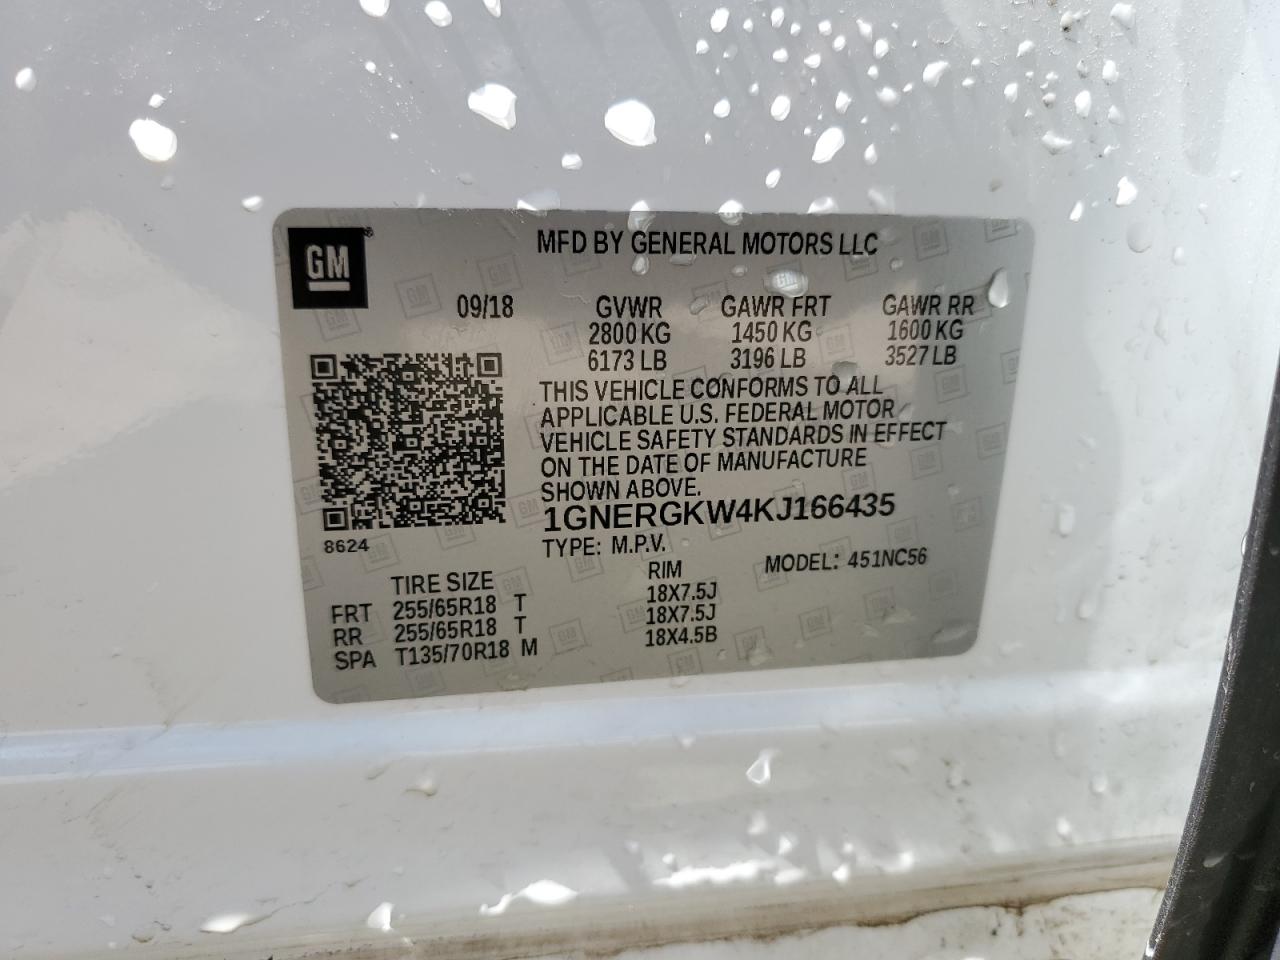 GM ®
MFD BY GENERAL MOTORS LLC
09/18 GVWR GAWR FRT GAWR RR
2800 KG 1450 KG 1600 KG
6173 LB 3196 LB 3527 LB
THIS VEHICLE CONFORMS TO ALL
APPLICABLE U.S. FEDERAL MOTOR
VEHICLE SAFETY STANDARDS IN EFFECT
ON THE DATE OF MANUFACTURE
SHOWN ABOVE.
1GNERGKW4KJ166435
8624
TYPE: M.P.V. MODEL: 451NC56
TIRE SIZE RIM
FRT 255/65R18 T 18X7.5J
RR 255/65R18 T 18X7.5J
SPA T135/70R18 M 18X4.5B